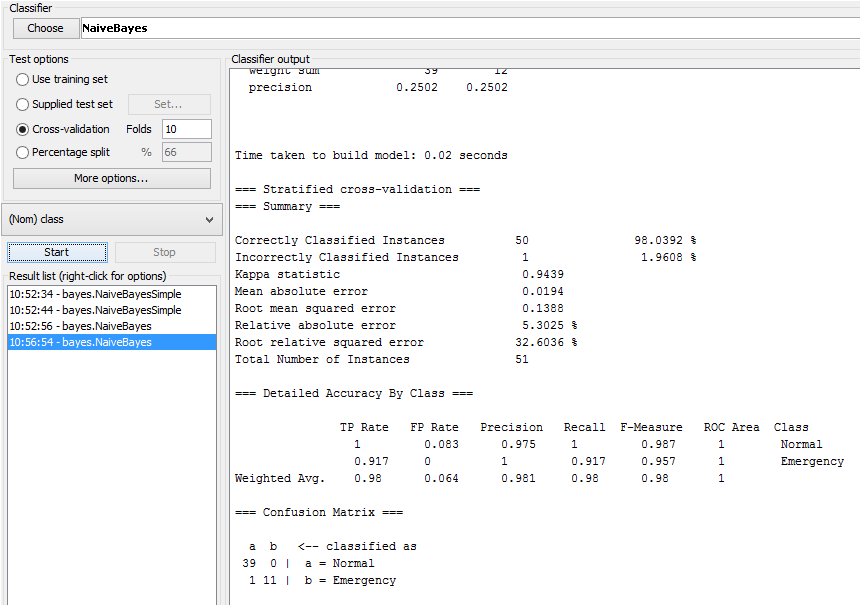 Classifier
Choose NaiveBayes
Test options
Use training set
Supplied test set Set...
Cross-validation Folds 10
Percentage split % 66
More options...
(Nom) class
Start Stop
Result list (right-click for options)
10:52:34 - bayes.NaiveBayesSimple
10:52:44 - bayes.NaiveBayesSimple
10:52:56 - bayes.NaiveBayes
10:56:54 - bayes.NaiveBayes
Classifier output
weight sum 39 12
precision 0.2502 0.2502
Time taken to build model: 0.02 seconds
=== Stratified cross-validation ===
=== Summary ===
Correctly Classified Instances 50 98.0392 %
Incorrectly Classified Instances 1 1.9608 %
Kappa statistic 0.9439
Mean absolute error 0.0194
Root mean squared error 0.1388
Relative absolute error 5.3025 %
Root relative squared error 32.6036 %
Total Number of Instances 51
=== Detailed Accuracy By Class ===
TP Rate FP Rate Precision Recall F-Measure ROC Area Class
1 0.083 0.975 1 0.987 1 Normal
0.917 0 1 0.917 0.957 1 Emergency
Weighted Avg. 0.98 0.064 0.981 0.98 0.98 1
=== Confusion Matrix ===
a b <-- classified as
39 0 | a = Normal
1 11 | b = Emergency